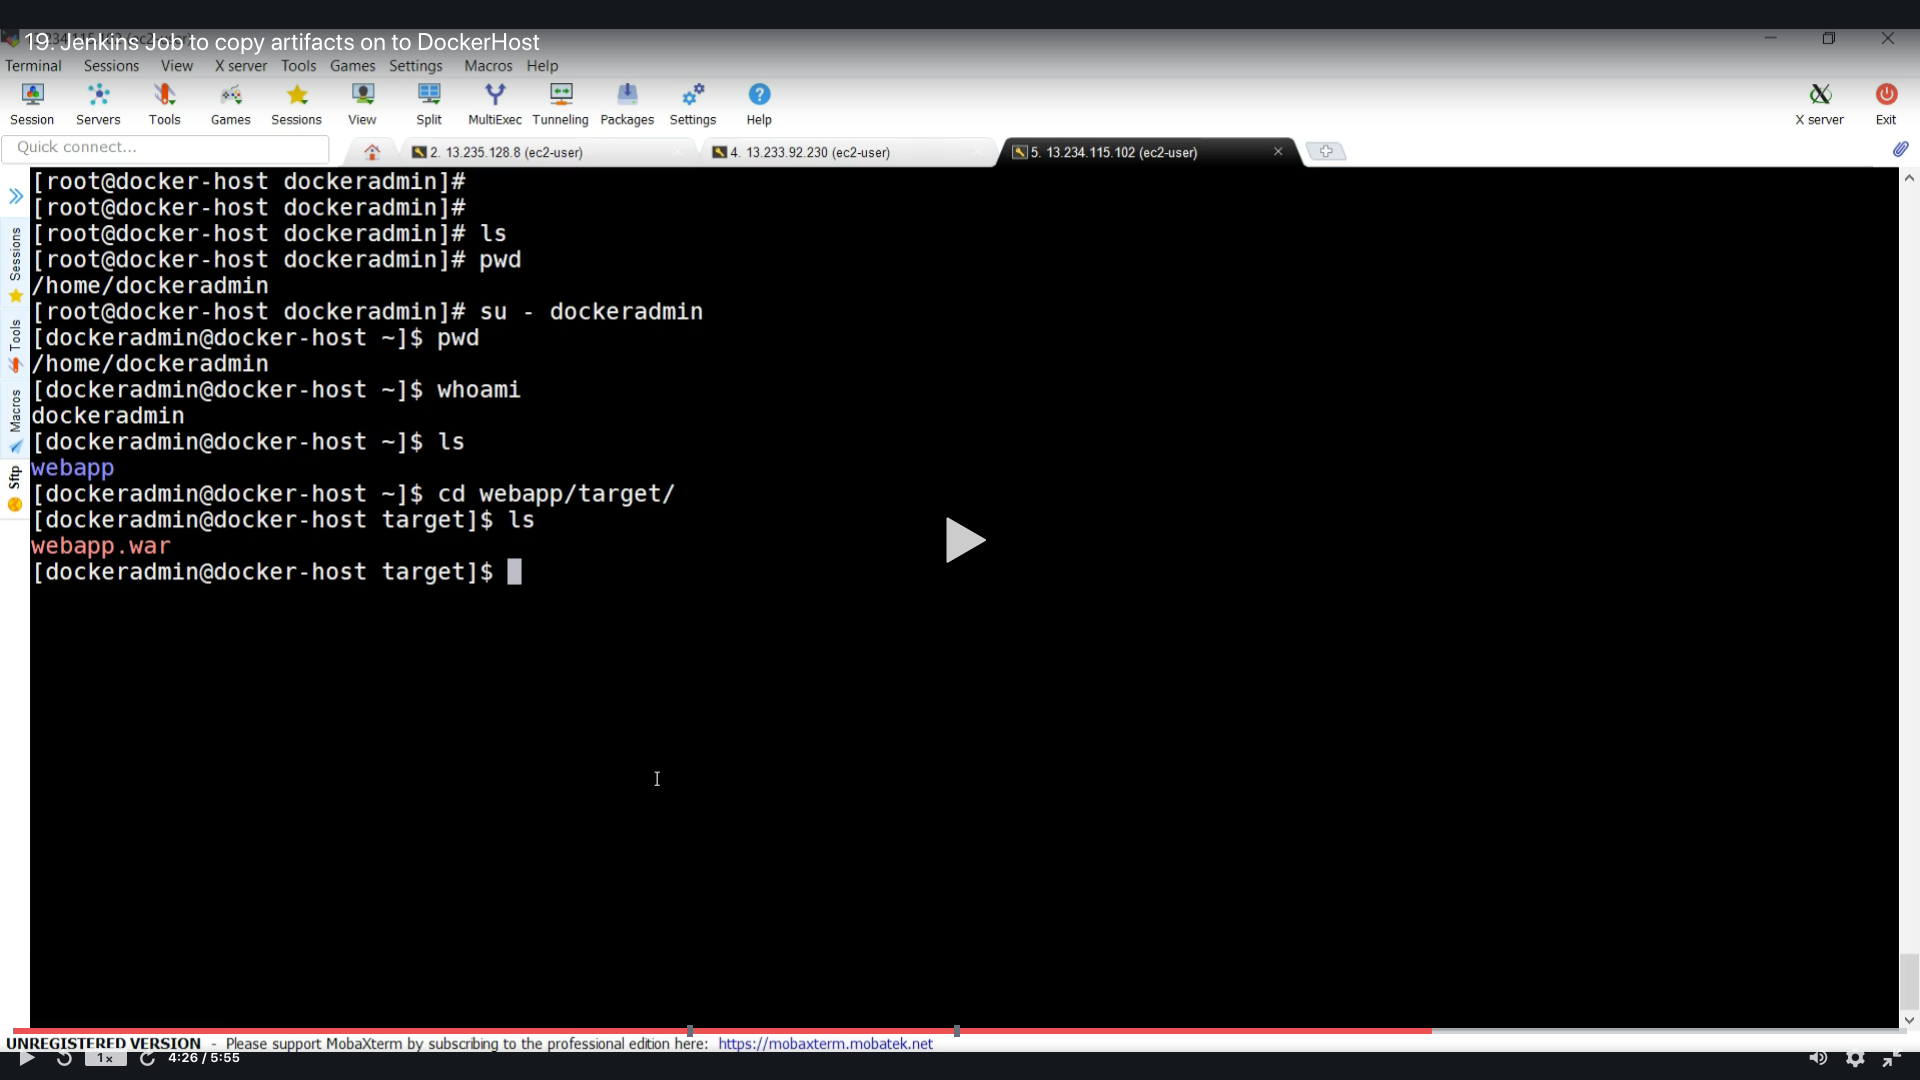 19. Jenkins Job to copy artifacts on to DockerHost
Terminal Sessions View X server Tools Games Settings Macros Help
Session Servers Tools Games Sessions View Split MultiExec Tunneling Packages Settings Help X server Exit
Quick connect...
2. 13.235.128.8 (ec2-user)
4. 13.233.92.230 (ec2-user)
5. 13.234.115.102 (ec2-user)
Sessions
Tools
Macros
Sftp
[root@docker-host dockeradmin]#
[root@docker-host dockeradmin]#
[root@docker-host dockeradmin]# ls
[root@docker-host dockeradmin]# pwd
/home/dockeradmin
[root@docker-host dockeradmin]# su - dockeradmin
[dockeradmin@docker-host ~]$ pwd
/home/dockeradmin
[dockeradmin@docker-host ~]$ whoami
dockeradmin
[dockeradmin@docker-host ~]$ ls
webapp
[dockeradmin@docker-host ~]$ cd webapp/target/
[dockeradmin@docker-host target]$ ls
webapp.war
[dockeradmin@docker-host target]$
UNREGISTERED VERSION - Please support MobaXterm by subscribing to the professional edition here: https://mobaxterm.mobatek.net
1x 4:26 / 5:55